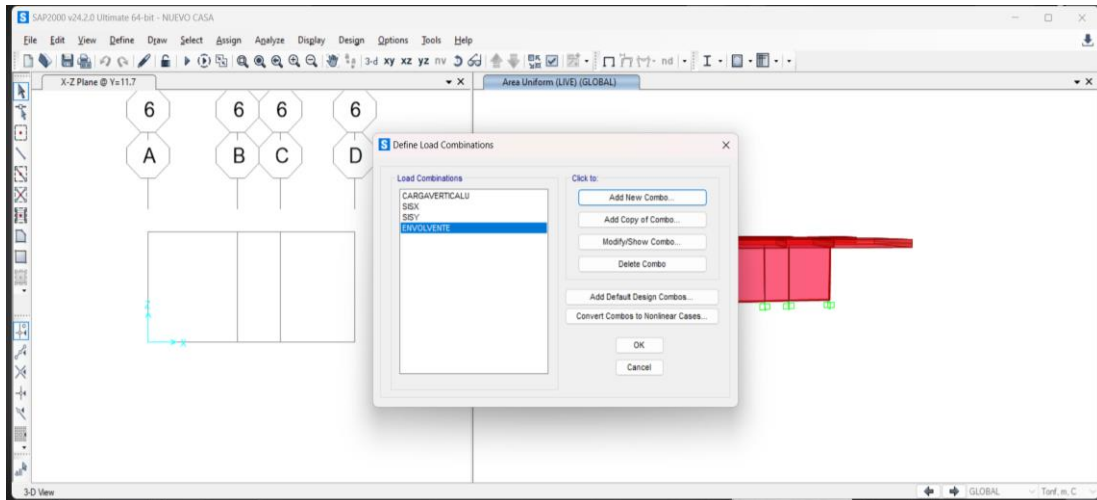 SAP2000 v24.2.0 Ultimate 64-bit - NUEVO CASA
File Edit View Define Draw Select Assign Analyze Display Design Options Tools Help
3-d xy xz yz nv nd
X-Z Plane @ Y=11.7
Area Uniform (LIVE) (GLOBAL)
6 6 6 6
A B C D
Z
X
Define Load Combinations
Load Combinations
CARGAVERTICALU
SISX
SISY
ENVOLVENTE
Click to:
Add New Combo...
Add Copy of Combo...
Modify/Show Combo...
Delete Combo
Add Default Design Combos...
Convert Combos to Nonlinear Cases...
OK
Cancel
3-D View
GLOBAL
Tonf, m, C